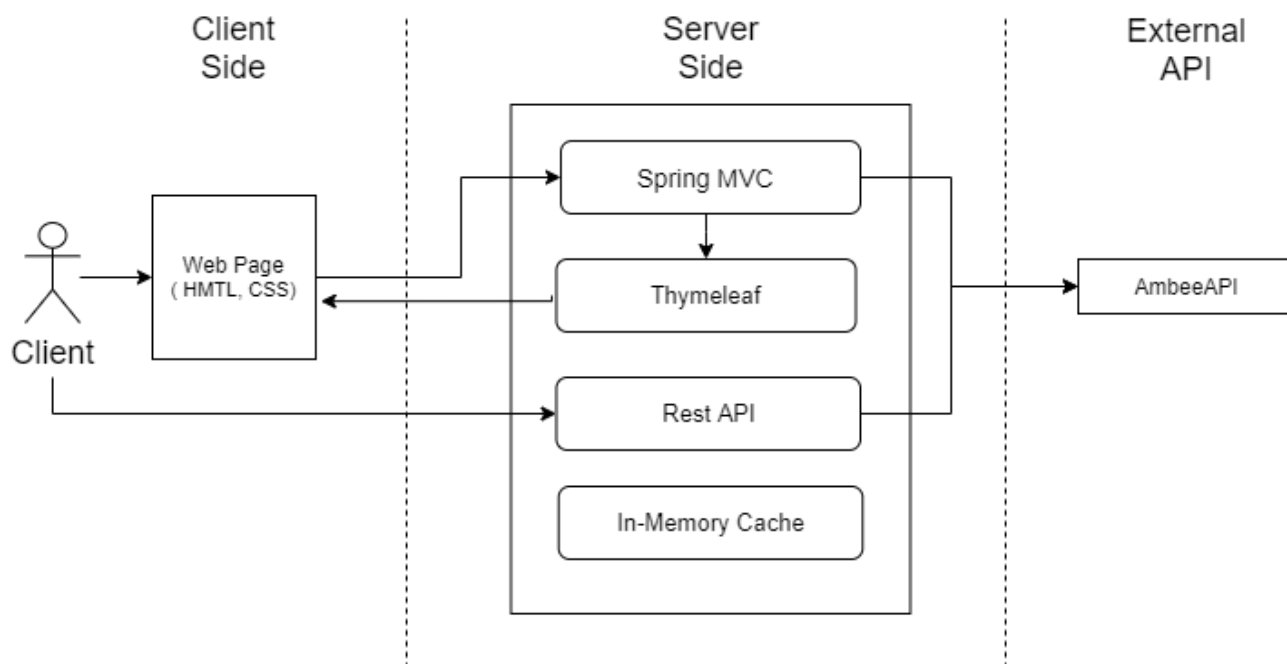 Client
Side
Server
Side
External
API
Spring MVC
Web Page
( HMTL, CSS)
Thymeleaf
AmbeeAPI
Client
Rest API
In-Memory Cache